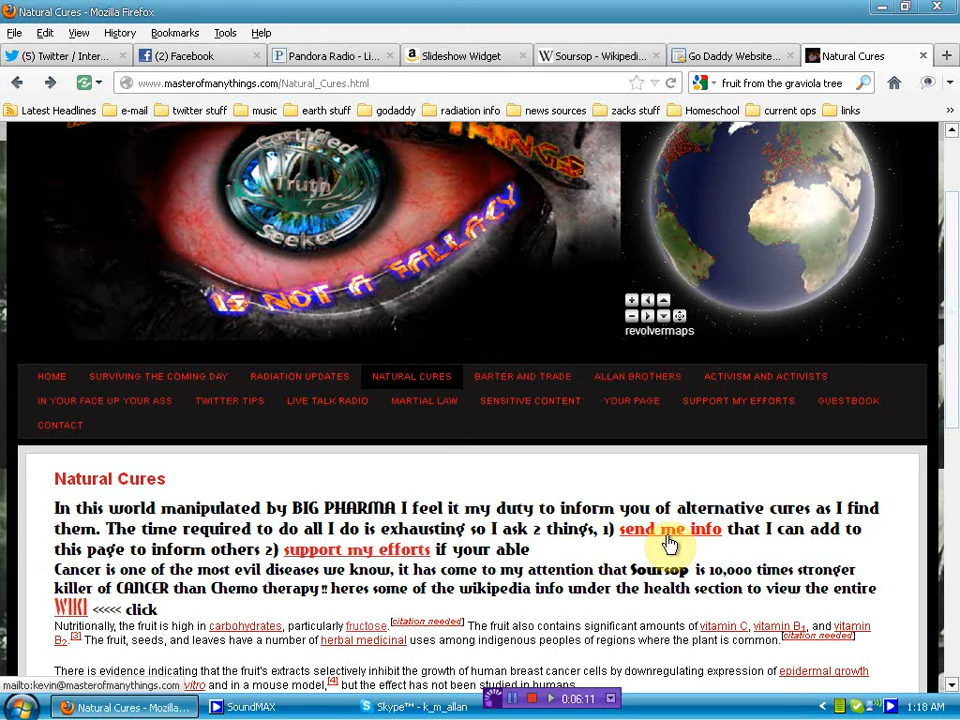 Natural Cures - Mozilla Firefox
File Edit View History Bookmarks Tools Help
(5) Twitter / Inter... (2) Facebook Pandora Radio - Li... Slideshow Widget Soursop - Wikipedi... Go Daddy Website... Natural Cures
www.masterofmanythings.com/Natural_Cures.html fruit from the graviola tree
Latest Headlines e-mail twitter stuff music earth stuff godaddy radiation info news sources zacks stuff Homeschool current ops links
THINGS
Certified
Truth
Seeker
IS NOT A FALLACY
revolvermaps
HOME SURVIVING THE COMING DAY RADIATION UPDATES NATURAL CURES BARTER AND TRADE ALLAN BROTHERS ACTIVISM AND ACTIVISTS
IN YOUR FACE UP YOUR ASS TWITTER TIPS LIVE TALK RADIO MARTIAL LAW SENSITIVE CONTENT YOUR PAGE SUPPORT MY EFFORTS GUESTBOOK
CONTACT
Natural Cures
In this world manipulated by BIG PHARMA I feel it my duty to inform you of alternative cures as I find
them. The time required to do all I do is exhausting so I ask 2 things, 1) send me info that I can add to
this page to inform others 2) support my efforts if your able
Cancer is one of the most evil diseases we know, it has come to my attention that Soursop is 10,000 times stronger
killer of CANCER than Chemo therapy!! heres some of the wikipedia info under the health section to view the entire
WIKI <<<<< click
Nutritionally, the fruit is high in carbohydrates, particularly fructose.[citation needed] The fruit also contains significant amounts of vitamin C, vitamin B1, and vitamin
B2.[3] The fruit, seeds, and leaves have a number of herbal medicinal uses among indigenous peoples of regions where the plant is common.[citation needed]
There is evidence indicating that the fruit's extracts selectively inhibit the growth of human breast cancer cells by downregulating expression of epidermal growth
mailto:kevin@masterofmanythings.com vitro and in a mouse model,[4] but the effect has not been studied in humans.
0:06:11
Natural Cures - Mozilla... SoundMAX Skype™ - k_m_allan 1:18 AM